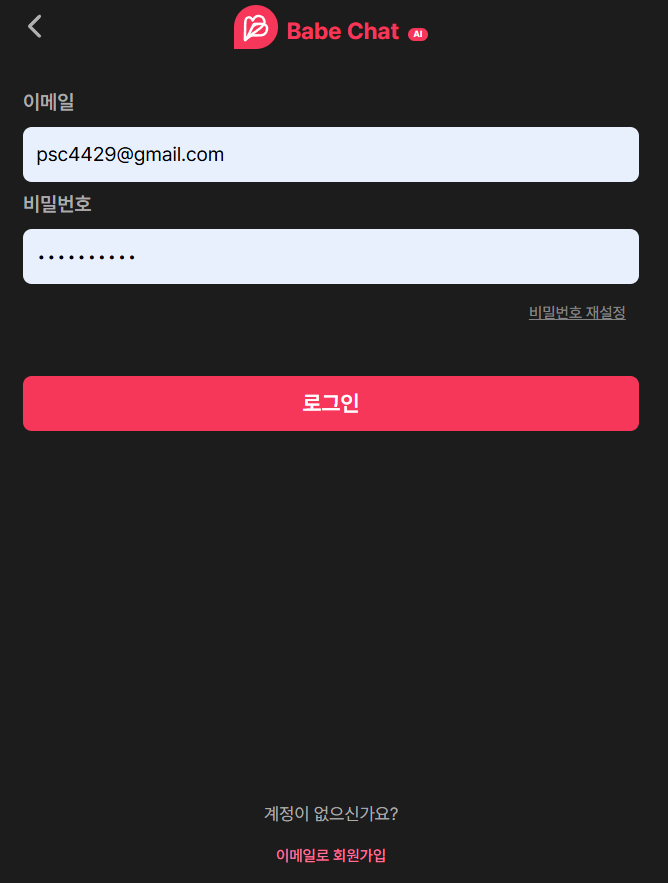 Babe Chat AI
이메일
psc4429@gmail.com
비밀번호
••••••••••
비밀번호 재설정
로그인
계정이 없으신가요?
이메일로 회원가입